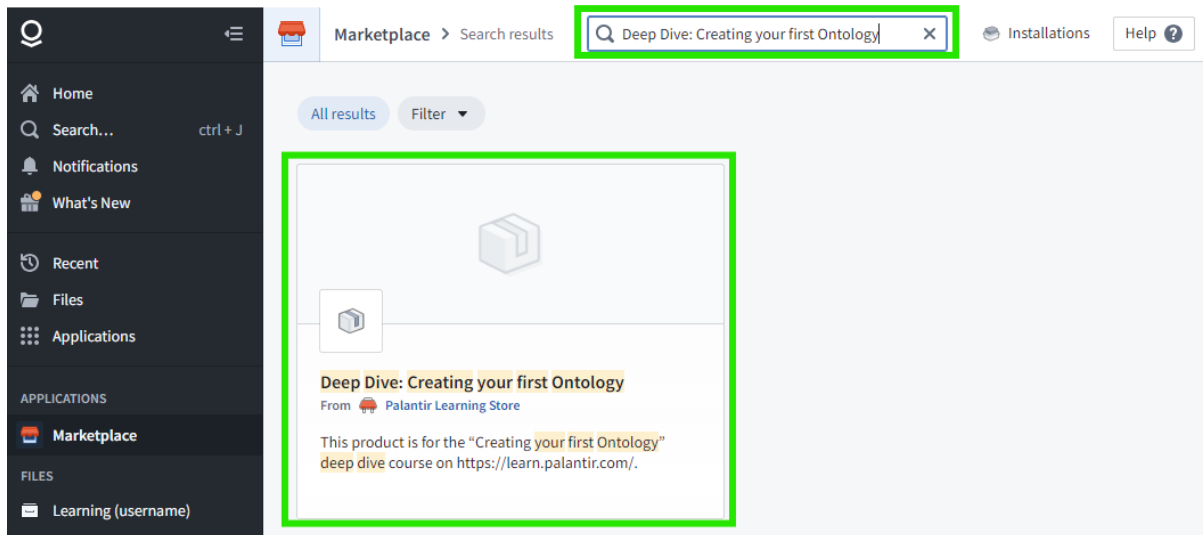 Marketplace > Search results
Deep Dive: Creating your first Ontology
Installations
Help
Home
Search... ctrl + J
Notifications
What's New
Recent
Files
Applications
APPLICATIONS
Marketplace
FILES
Learning (username)
All results
Filter
Deep Dive: Creating your first Ontology
From Palantir Learning Store
This product is for the “Creating your first Ontology”
deep dive course on https://learn.palantir.com/.